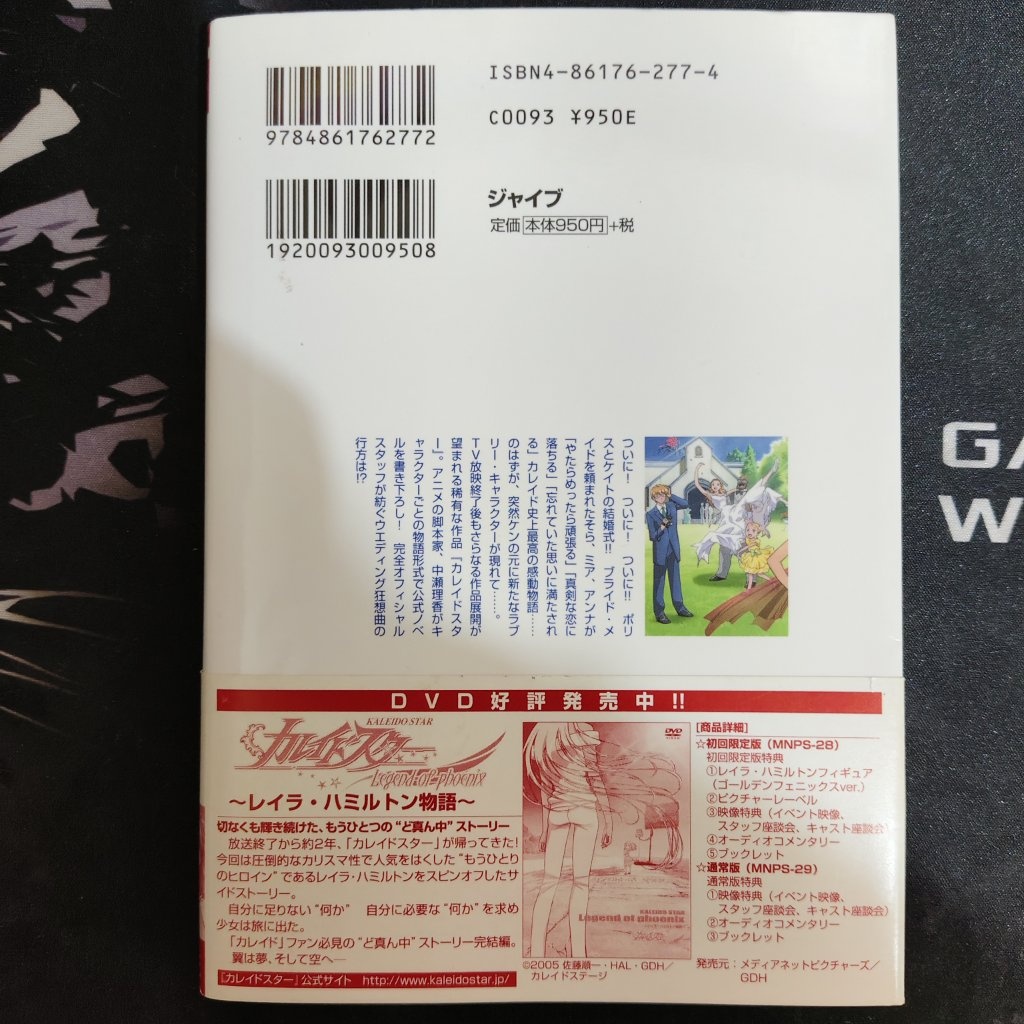 ISBN4-86176-277-4
C0093 ¥950E
9784861762772
1920093009508
ジャイブ
定価 本体950円 +税
ついに! ついに! ついに!! ポリ
スとケイトの結婚式!! ブライド・メ
イドを頼まれたそら、ミア、アンナが
「やたらめったら頑張る」「真剣な恋に
落ちる」「忘れていた思いに満たされ
る」カレイド史上最高の感動物語……
のはずが、突然ケンの元に新たなラブ
リー・キャラクターが現れて……。
TV放映終了後もさらなる作品展開が
望まれる稀有な作品『カレイドスタ
ー』。アニメの脚本家、中瀬理香がキ
ャラクターごとの物語形式で公式ノベ
ルを書き下ろし! 完全オフィシャル
スタッフが紡ぐウエディング狂想曲の
行方は!?
GA
W
DVD好評発売中!!
KALEIDO STAR
カレイドスター
Legend of phoenix
〜レイラ・ハミルトン物語〜
切なくも輝き続けた、もうひとつの“ど真ん中”ストーリー
放送終了から約2年、「カレイドスター」が帰ってきた!
今回は圧倒的なカリスマ性で人気をはくした“もうひとり
のヒロイン”であるレイラ・ハミルトンをスピンオフしたサ
イドストーリー。
自分に足りない“何か” 自分に必要な“何か”を求め
少女は旅に出た。
「カレイド」ファン必見の“ど真ん中”ストーリー完結編。
翼は夢、そして空へ―
『カレイドスター』公式サイト http://www.kaleidostar.jp/
DVD
VIDEO
KALEIDO STAR
Legend of phoenix
©2005 佐藤順一・HAL・GDH/
カレイドステージ
[商品詳細]
☆初回限定版(MNPS-28)
初回限定版特典
①レイラ・ハミルトンフィギュア
(ゴールデンフェニックスver.)
②ピクチャーレーベル
③映像特典(イベント映像、
スタッフ座談会、キャスト座談会)
④オーディオコメンタリー
⑤ブックレット
☆通常版(MNPS-29)
通常版特典
①映像特典(イベント映像、
スタッフ座談会、キャスト座談会)
②オーディオコメンタリー
③ブックレット
発売元:メディアネットピクチャーズ/
GDH